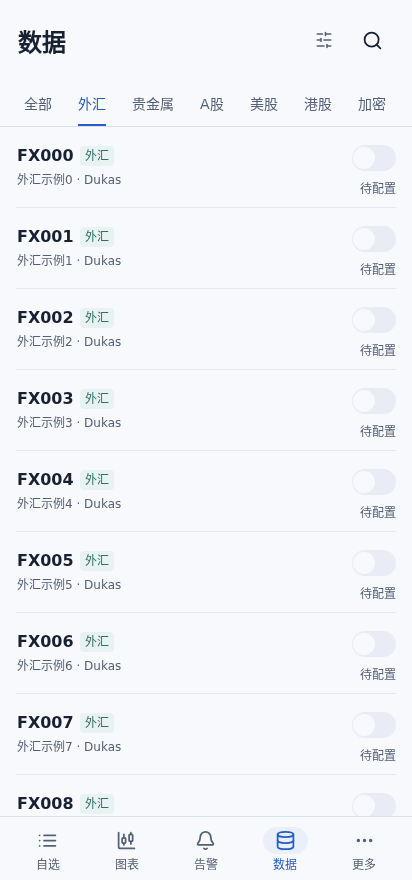 数据
全部 外汇 贵金属 A股 美股 港股 加密
FX000 外汇
外汇示例0 · Dukas
待配置
FX001 外汇
外汇示例1 · Dukas
待配置
FX002 外汇
外汇示例2 · Dukas
待配置
FX003 外汇
外汇示例3 · Dukas
待配置
FX004 外汇
外汇示例4 · Dukas
待配置
FX005 外汇
外汇示例5 · Dukas
待配置
FX006 外汇
外汇示例6 · Dukas
待配置
FX007 外汇
外汇示例7 · Dukas
待配置
FX008 外汇
自选 图表 告警 数据 更多